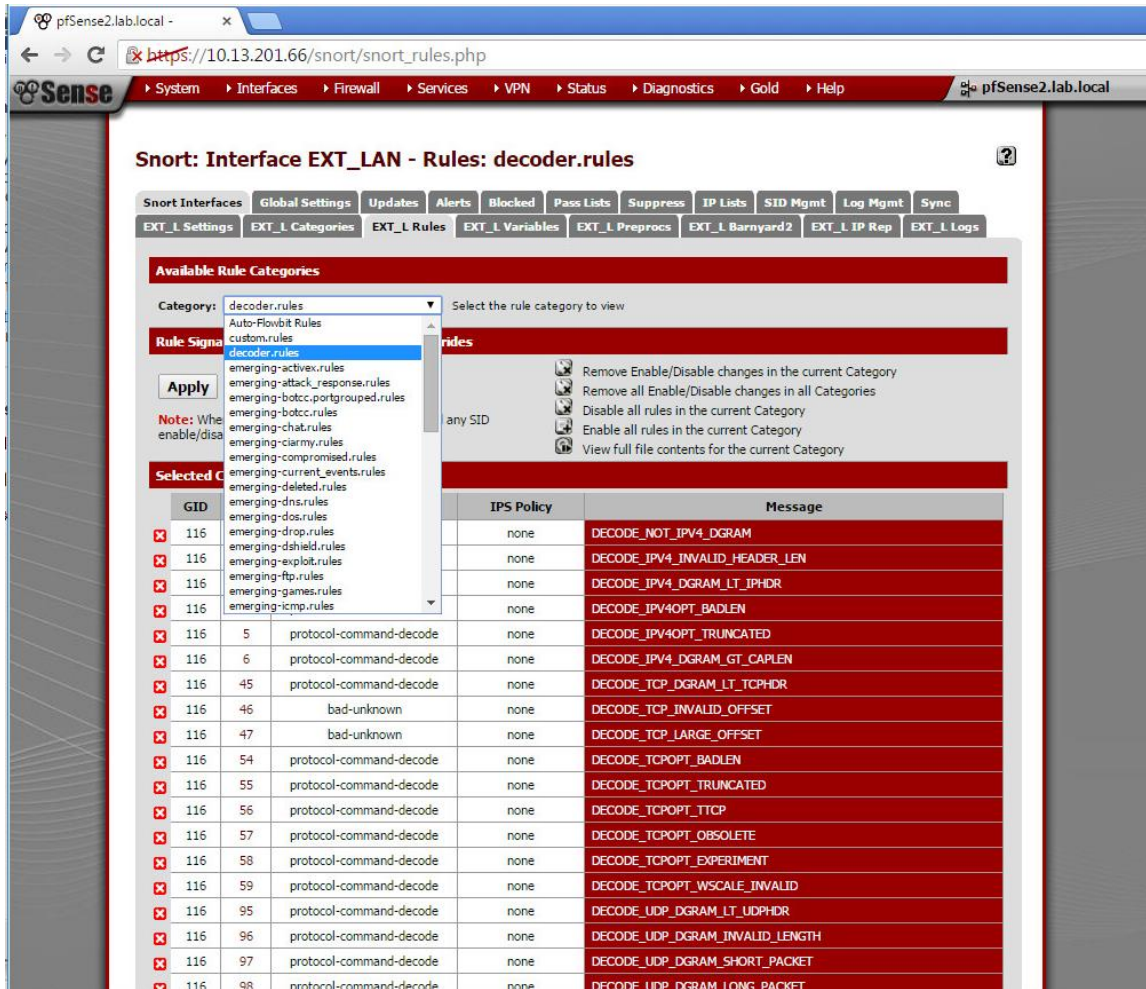 pfSense2.lab.local -
https://10.13.201.66/snort/snort_rules.php
Sense
System Interfaces Firewall Services VPN Status Diagnostics Gold Help pfSense2.lab.local
Snort: Interface EXT_LAN - Rules: decoder.rules
Snort Interfaces Global Settings Updates Alerts Blocked Pass Lists Suppress IP Lists SID Mgmt Log Mgmt Sync
EXT_L Settings EXT_L Categories EXT_L Rules EXT_L Variables EXT_L Preprocs EXT_L Barnyard2 EXT_L IP Rep EXT_L Logs
Available Rule Categories
Category: decoder.rules Select the rule category to view
Auto-Flowbit Rules
custom.rules
decoder.rules
emerging-activex.rules
emerging-attack_response.rules
emerging-botcc.portgrouped.rules
emerging-botcc.rules
emerging-chat.rules
emerging-ciarmy.rules
emerging-compromised.rules
emerging-current_events.rules
emerging-deleted.rules
emerging-dns.rules
emerging-dos.rules
emerging-drop.rules
emerging-dshield.rules
emerging-exploit.rules
emerging-ftp.rules
emerging-games.rules
emerging-icmp.rules
Rule
Apply
Remove Enable/Disable changes in the current Category
Remove all Enable/Disable changes in all Categories
Disable all rules in the current Category
Enable all rules in the current Category
View full file contents for the current Category
Note: any SID
Selected
GID IPS Policy Message
116 none DECODE_NOT_IPV4_DGRAM
116 none DECODE_IPV4_INVALID_HEADER_LEN
116 none DECODE_IPV4_DGRAM_LT_IPHDR
116 none DECODE_IPV4OPT_BADLEN
116 5 protocol-command-decode none DECODE_IPV4OPT_TRUNCATED
116 6 protocol-command-decode none DECODE_IPV4_DGRAM_GT_CAPLEN
116 45 protocol-command-decode none DECODE_TCP_DGRAM_LT_TCPHDR
116 46 bad-unknown none DECODE_TCP_INVALID_OFFSET
116 47 bad-unknown none DECODE_TCP_LARGE_OFFSET
116 54 protocol-command-decode none DECODE_TCPOPT_BADLEN
116 55 protocol-command-decode none DECODE_TCPOPT_TRUNCATED
116 56 protocol-command-decode none DECODE_TCPOPT_TTCP
116 57 protocol-command-decode none DECODE_TCPOPT_OBSOLETE
116 58 protocol-command-decode none DECODE_TCPOPT_EXPERIMENT
116 59 protocol-command-decode none DECODE_TCPOPT_WSCALE_INVALID
116 95 protocol-command-decode none DECODE_UDP_DGRAM_LT_UDPHDR
116 96 protocol-command-decode none DECODE_UDP_DGRAM_INVALID_LENGTH
116 97 protocol-command-decode none DECODE_UDP_DGRAM_SHORT_PACKET
116 98 protocol-command-decode none DECODE_UDP_DGRAM_LONG_PACKET